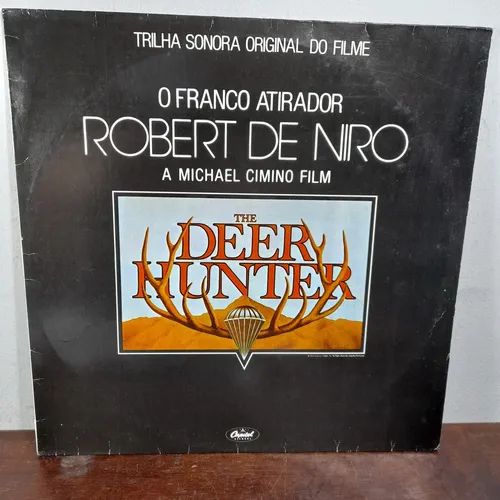 TRILHA SONORA ORIGINAL DO FILME
O FRANCO ATIRADOR
ROBERT DE NIRO
A MICHAEL CIMINO FILM
THE
DEER
HUNTER
Capitol